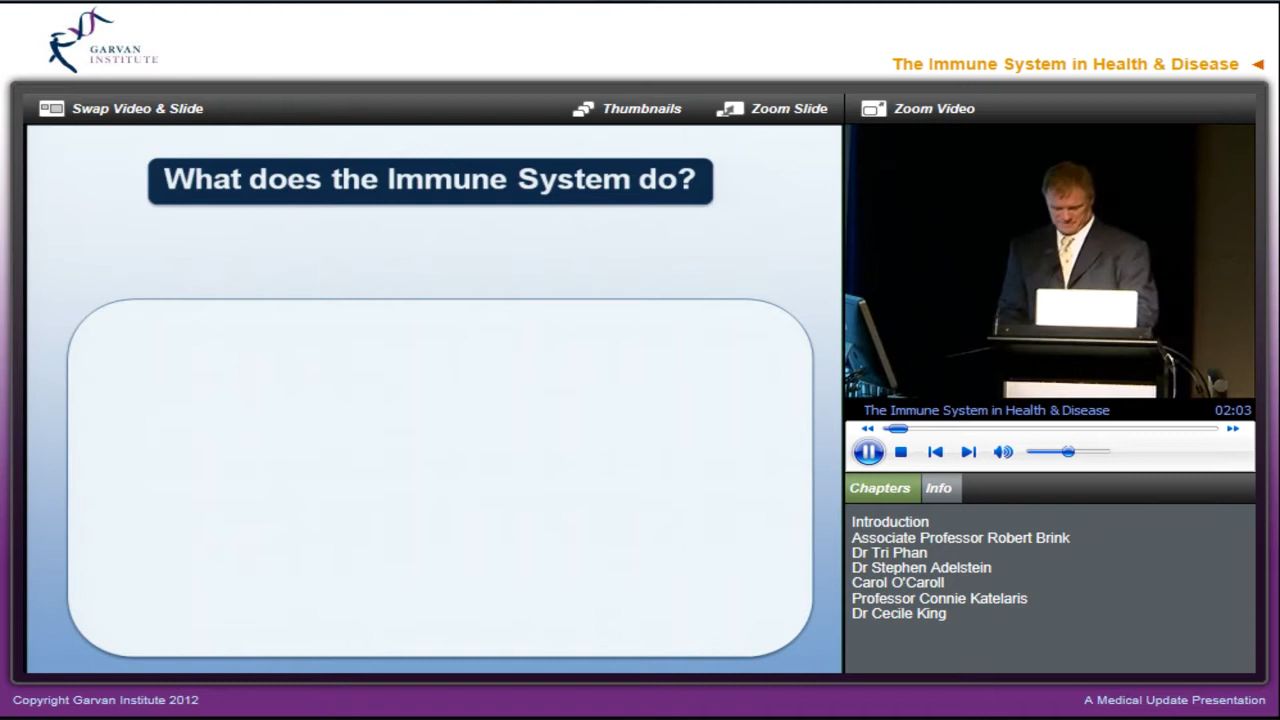 GARVAN
INSTITUTE
The Immune System in Health & Disease
Swap Video & Slide
Thumbnails
Zoom Slide
Zoom Video
What does the Immune System do?
The Immune System in Health & Disease
02:03
Chapters
Info
Introduction
Associate Professor Robert Brink
Dr Tri Phan
Dr Stephen Adelstein
Carol O'Caroll
Professor Connie Katelaris
Dr Cecile King
Copyright Garvan Institute 2012
A Medical Update Presentation